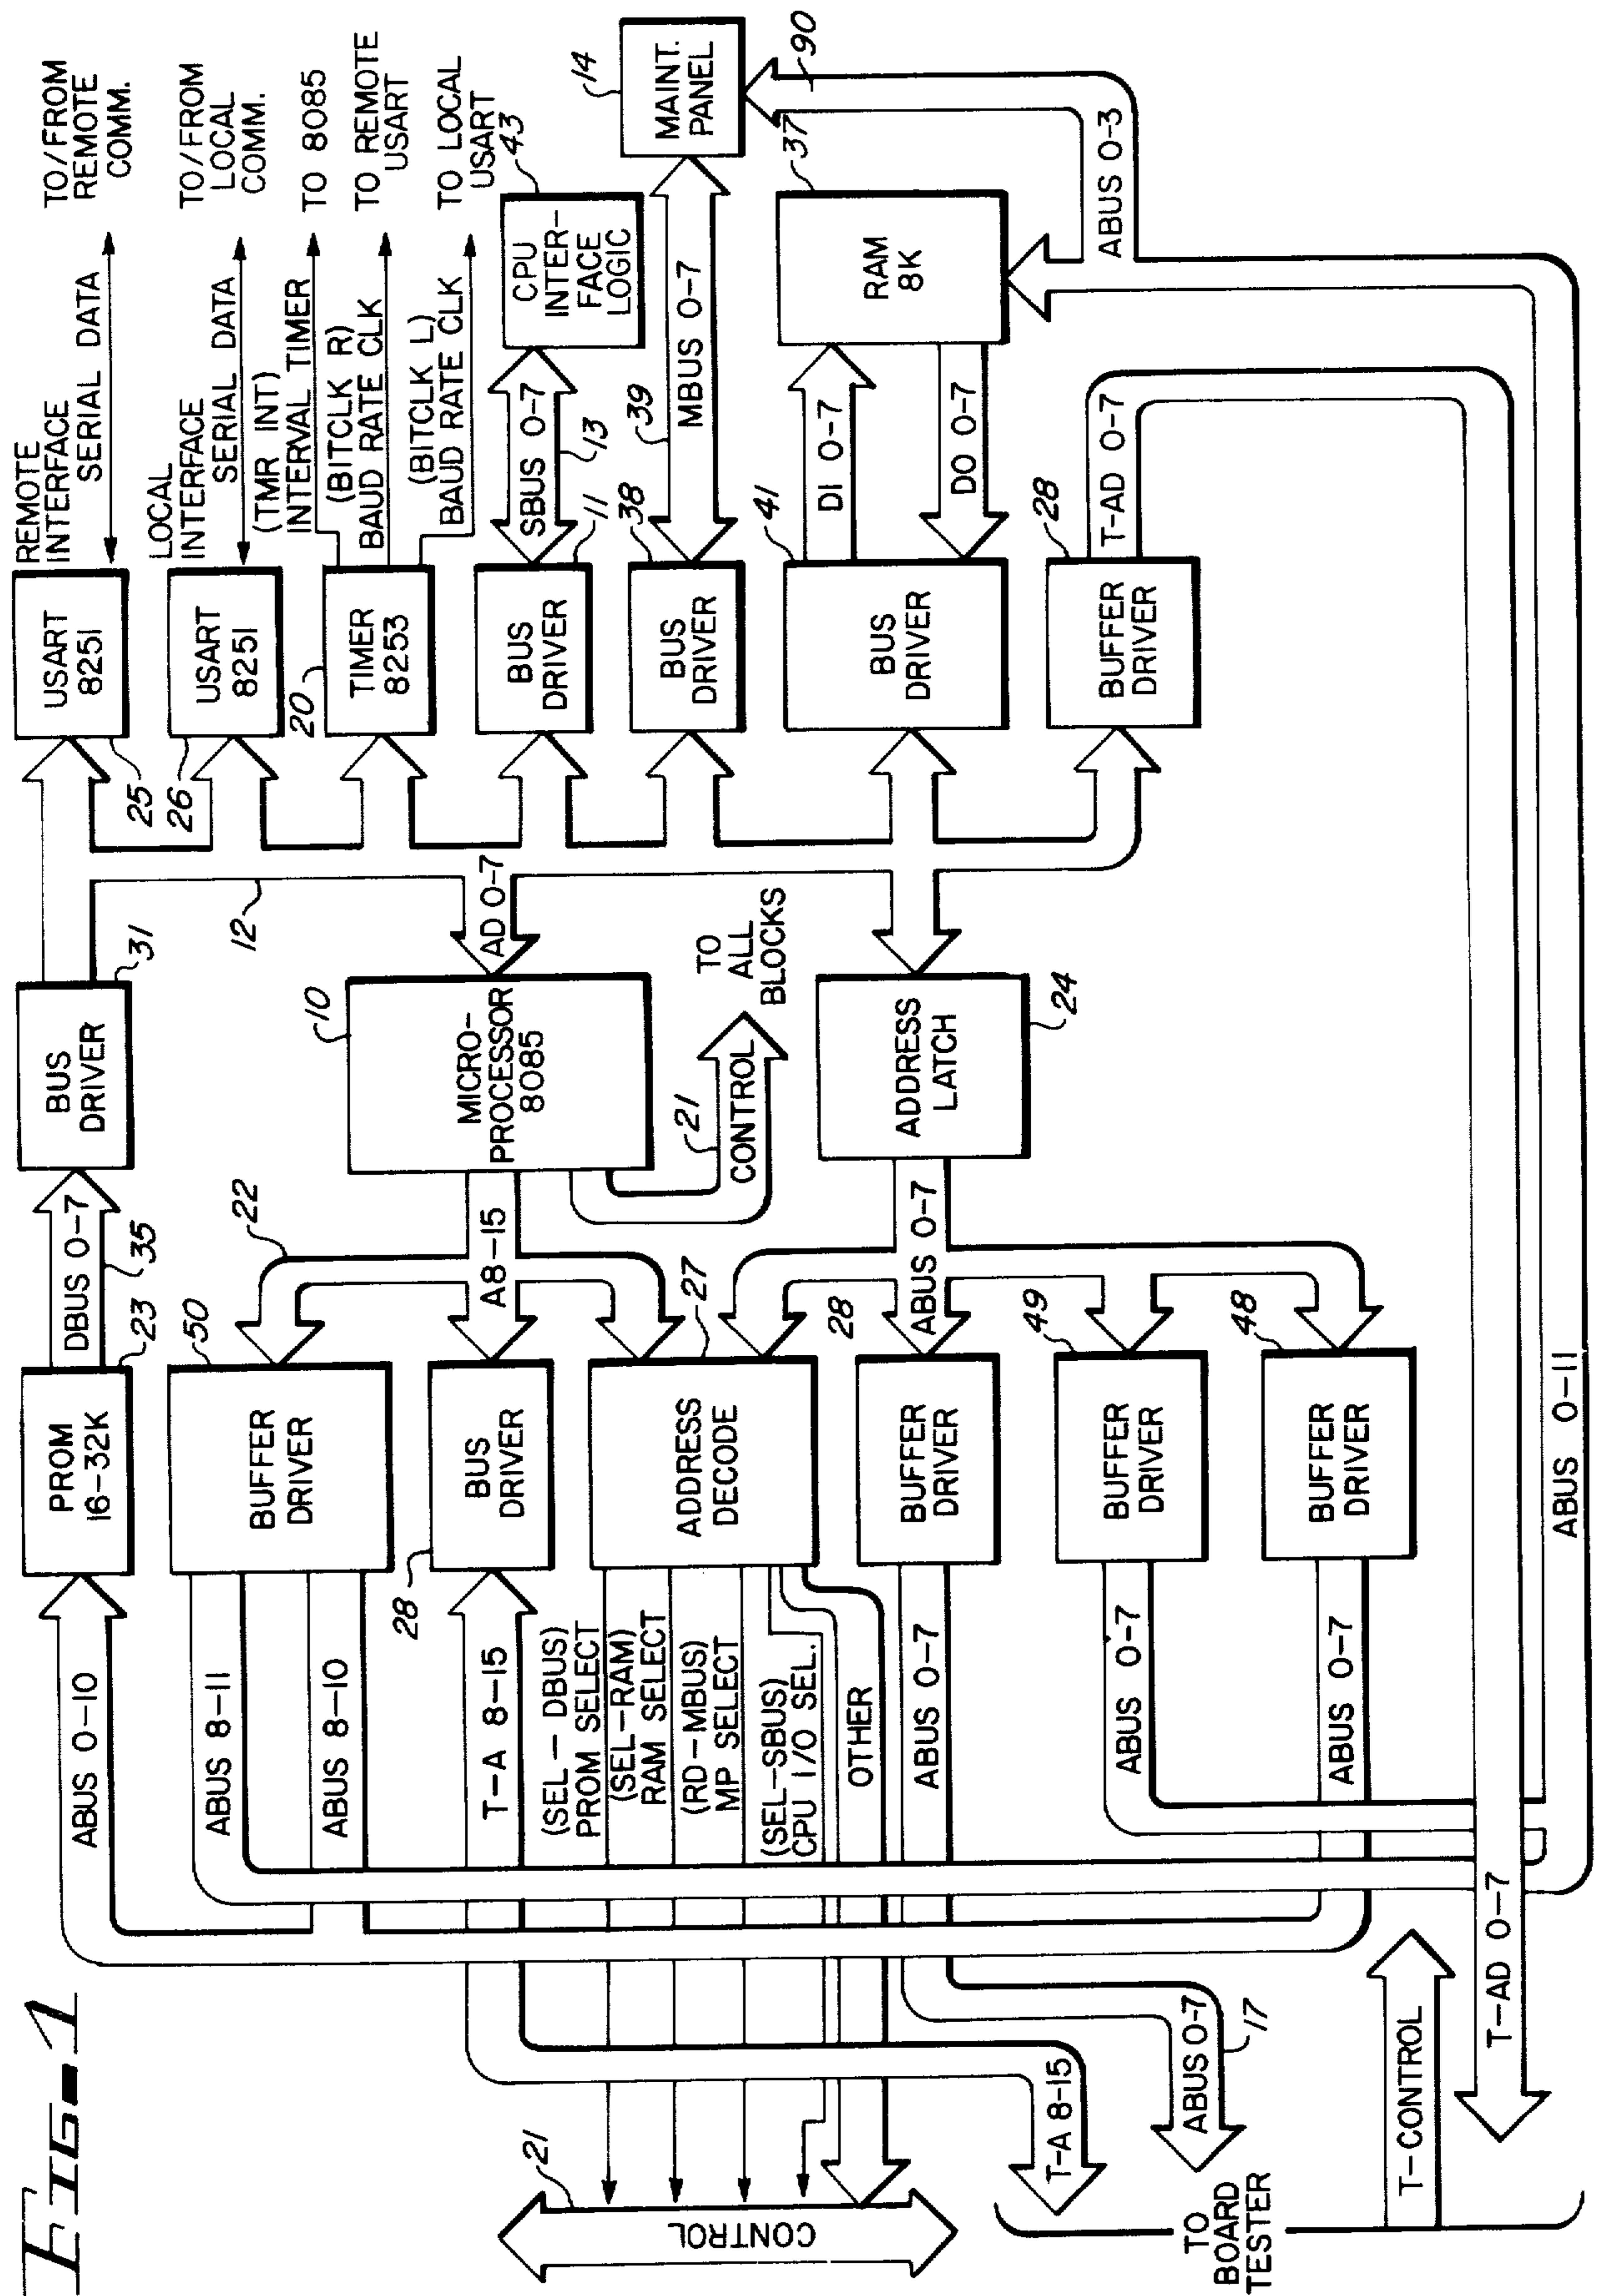 FIG-1
REMOTE
INTERFACE
SERIAL DATA
TO/FROM
REMOTE
COMM.
USART
8251
25
LOCAL
INTERFACE
SERIAL DATA
TO/FROM
LOCAL
COMM.
USART
8251
26
(TMR INT)
INTERVAL TIMER
TO 8085
(BITCLK R)
BAUD RATE CLK
TO REMOTE
USART
(BITCLK L)
BAUD RATE CLK
TO LOCAL
USART
20
TIMER
8253
BUS
DRIVER
11
SBUS 0-7
13
CPU
INTER-
FACE
LOGIC
43
BUS
DRIVER
38
39
MBUS 0-7
MAINT.
PANEL
14
90
BUS
DRIVER
41
DI 0-7
DO 0-7
RAM
8K
37
ABUS 0-3
BUFFER
DRIVER
28
T-AD 0-7
BUS
DRIVER
31
12
AD 0-7
MICRO-
PROCESSOR
8085
10
21
CONTROL
TO
ALL
BLOCKS
ADDRESS
LATCH
24
PROM
16-32K
23
DBUS 0-7
35
BUFFER
DRIVER
50
22
A8-15
BUS
DRIVER
28
ADDRESS
DECODE
27
ABUS 0-7
BUFFER
DRIVER
28
BUFFER
DRIVER
49
BUFFER
DRIVER
48
ABUS 0-10
ABUS 8-11
ABUS 8-10
T-A 8-15
(SEL-DBUS)
PROM SELECT
(SEL-RAM)
RAM SELECT
(RD-MBUS)
MP SELECT
(SEL-SBUS)
CPU I/O SEL.
OTHER
ABUS 0-7
ABUS 0-7
ABUS 0-7
ABUS 0-11
21
CONTROL
T-A 8-15
ABUS 0-7
17
T-CONTROL
T-AD 0-7
TO
BOARD
TESTER